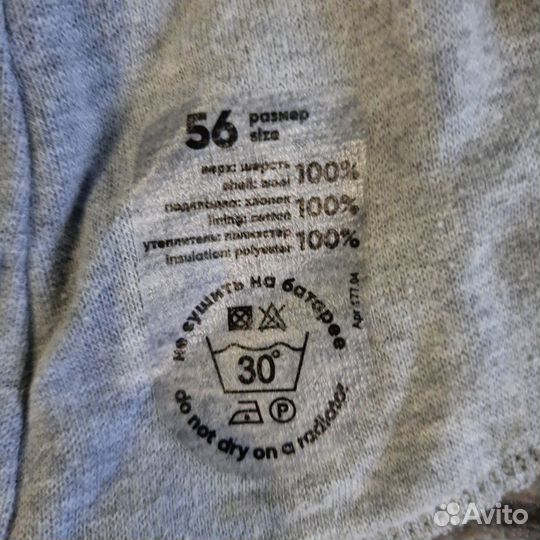 56 размер
size
верх: шерсть 100%
shell: wool
подкладка: хлопок 100%
lining: cotton
утеплитель: полиэстер 100%
insulation: polyester
Арт 177.04
не сушить на батарее
30°
P
do not dry on a radiator
Avito